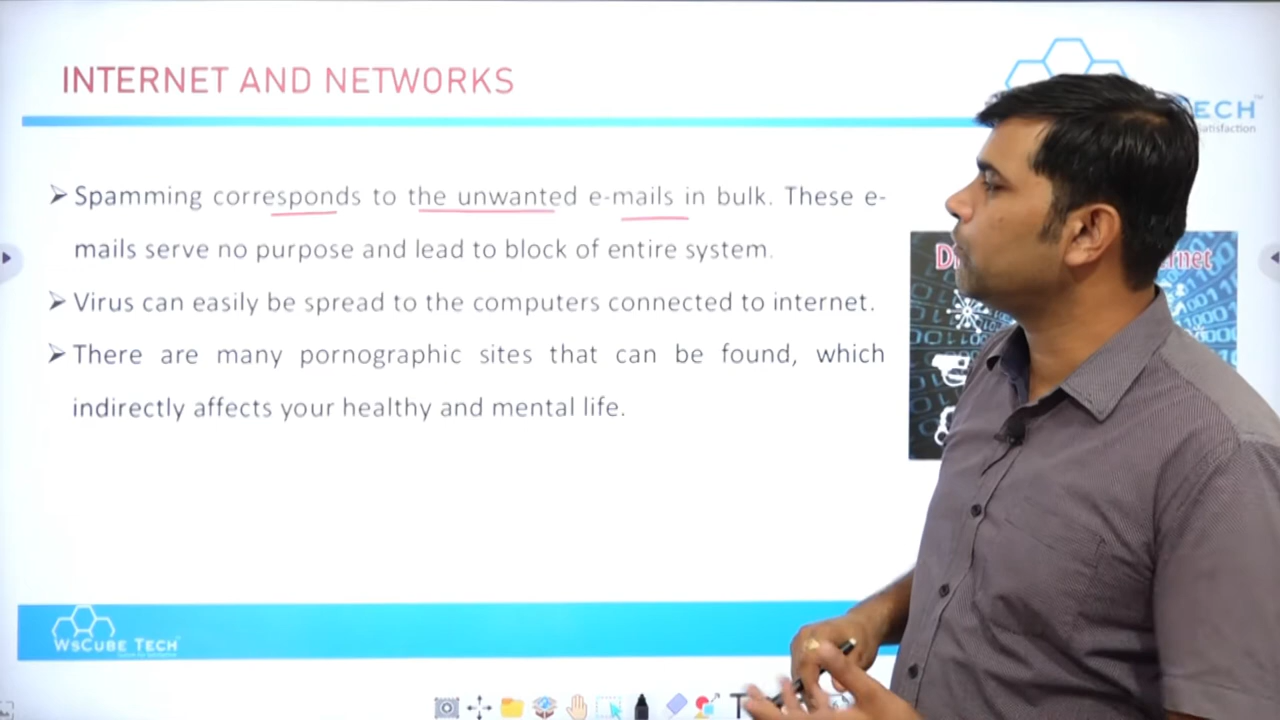 INTERNET AND NETWORKS
ECH
Satisfaction
Spamming corresponds to the unwanted e-mails in bulk. These e-
mails serve no purpose and lead to block of entire system.
Virus can easily be spread to the computers connected to internet.
There are many pornographic sites that can be found, which
indirectly affects your healthy and mental life.
WSCUBE TECH